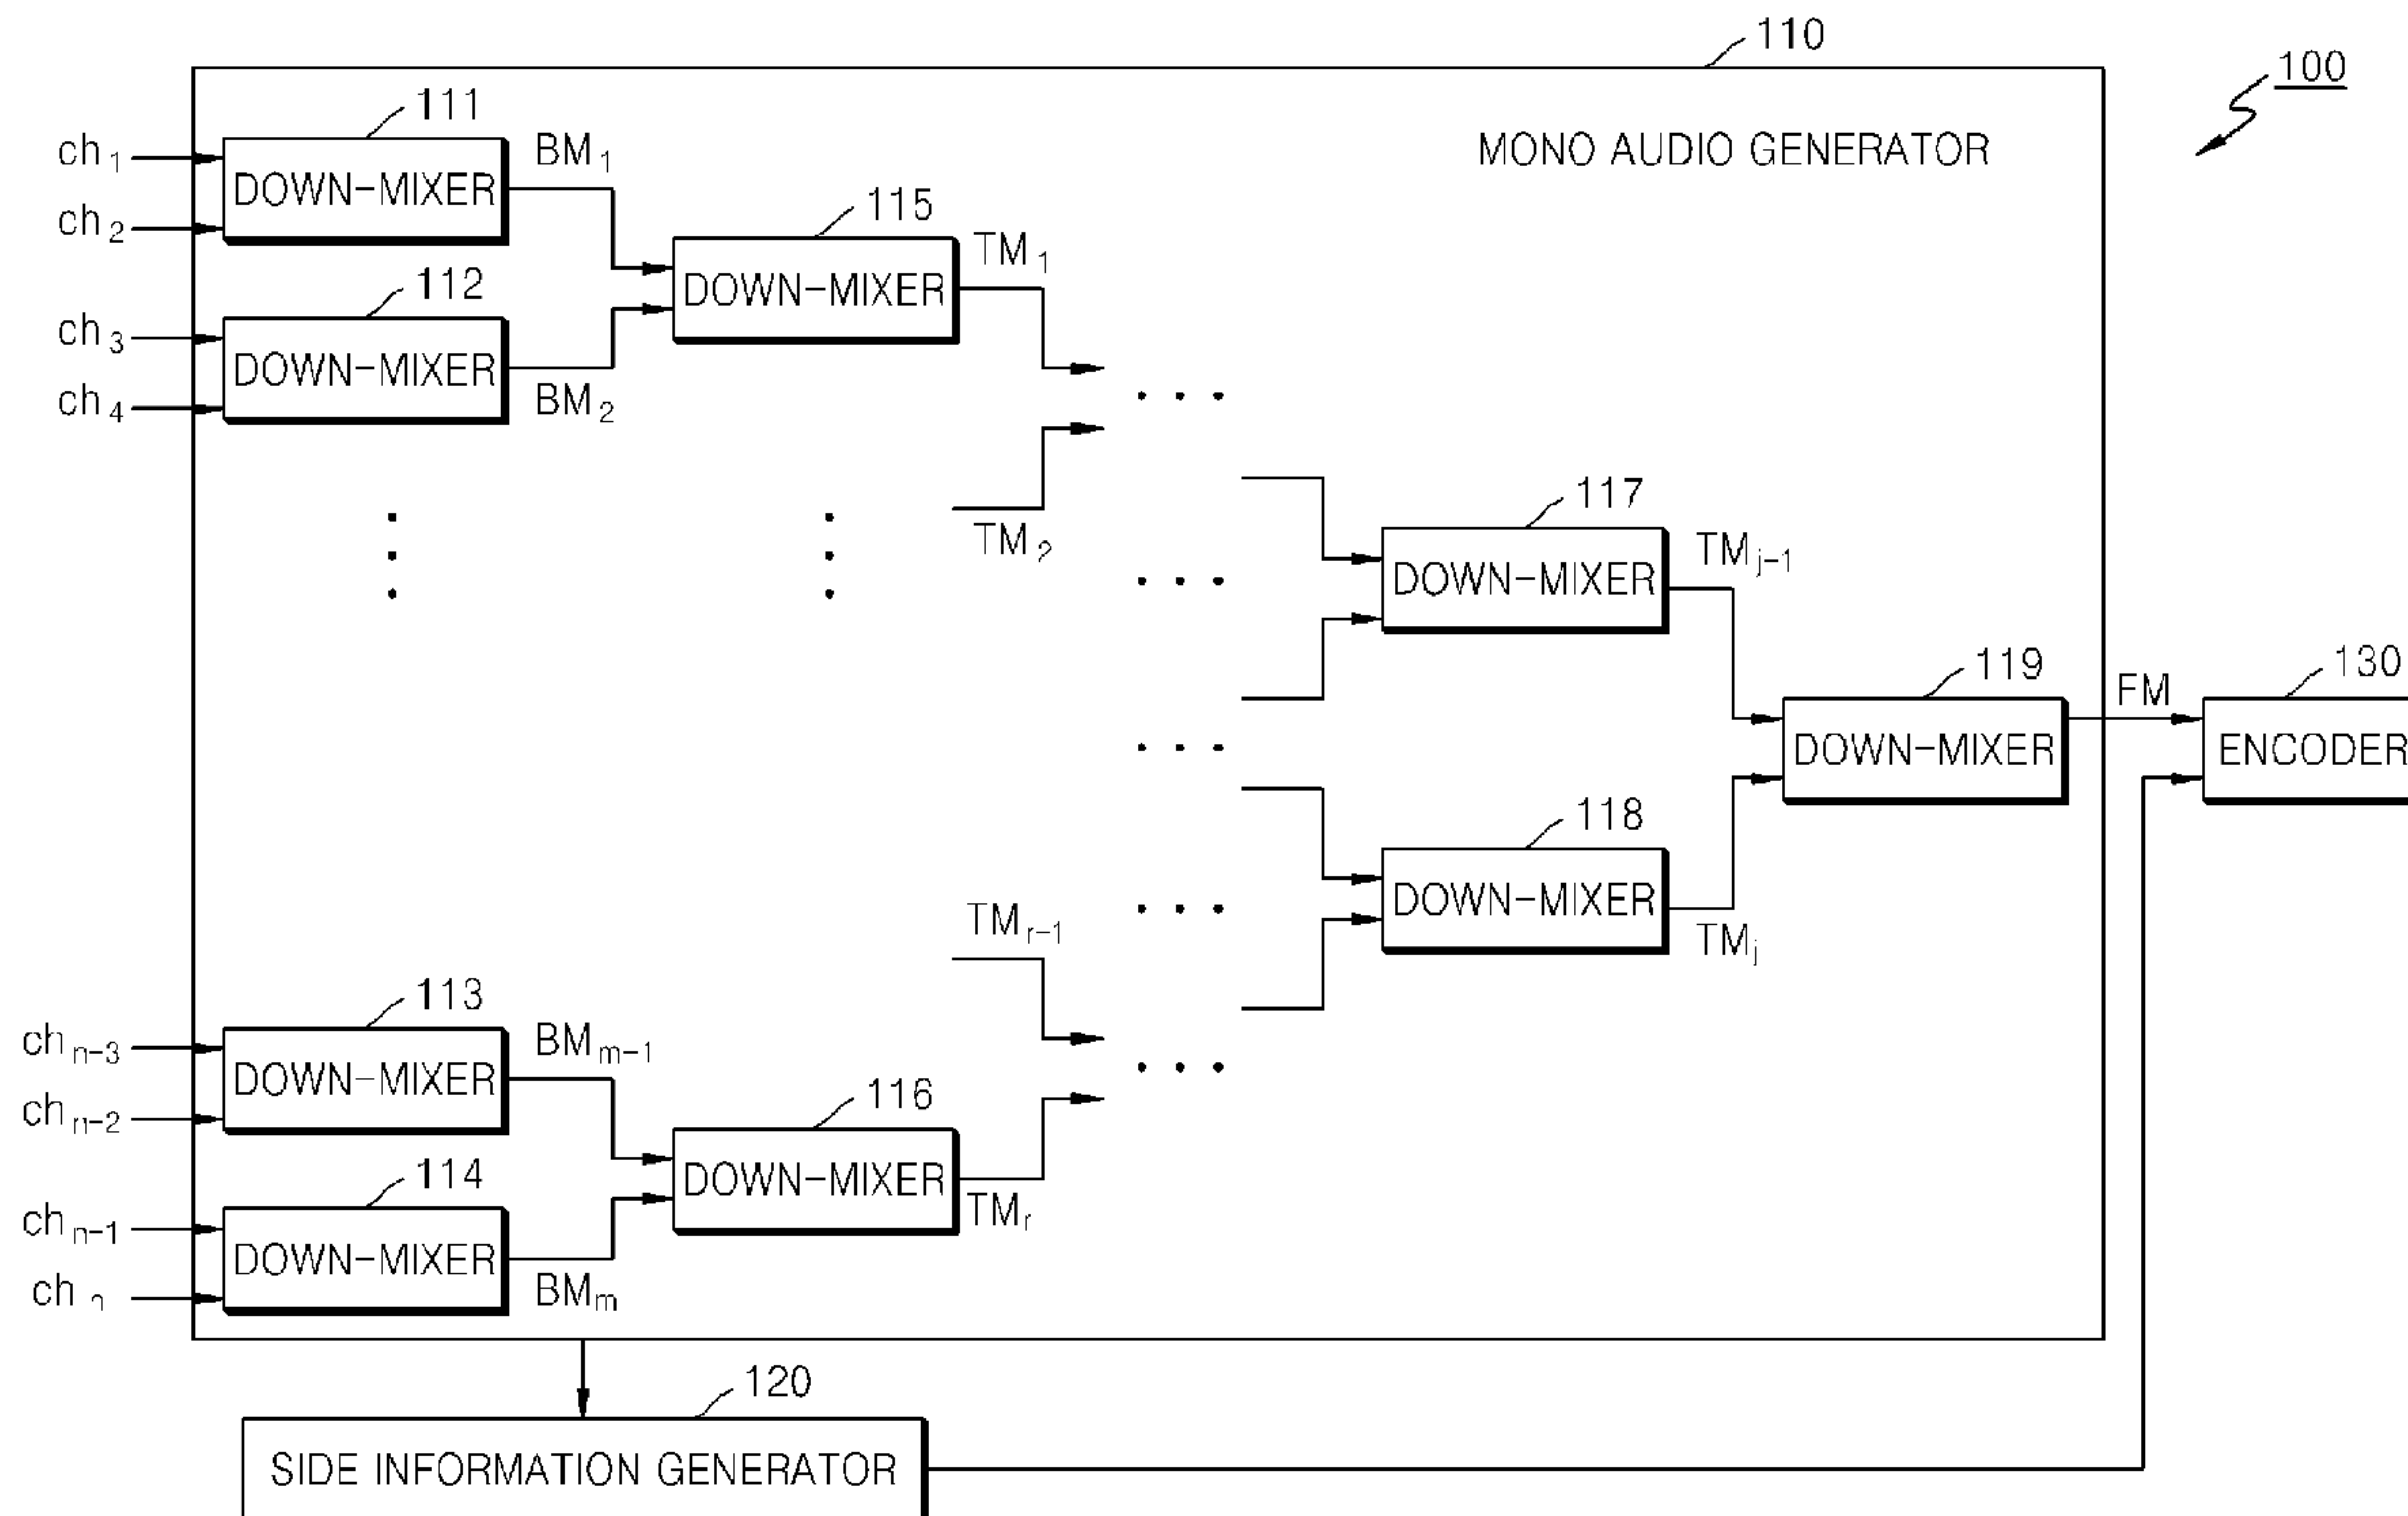 110
100
111
MONO AUDIO GENERATOR
ch1
DOWN-MIXER
BM1
ch2
115
TM1
112
DOWN-MIXER
ch3
DOWN-MIXER
ch4
BM2
117
TM2
TMj-1
DOWN-MIXER
119
130
FM
DOWN-MIXER
ENCODER
118
DOWN-MIXER
TMr-1
TMj
113
chn-3
BMm-1
DOWN-MIXER
116
chn-2
114
DOWN-MIXER
chn-1
TMr
DOWN-MIXER
chn
BMm
120
SIDE INFORMATION GENERATOR